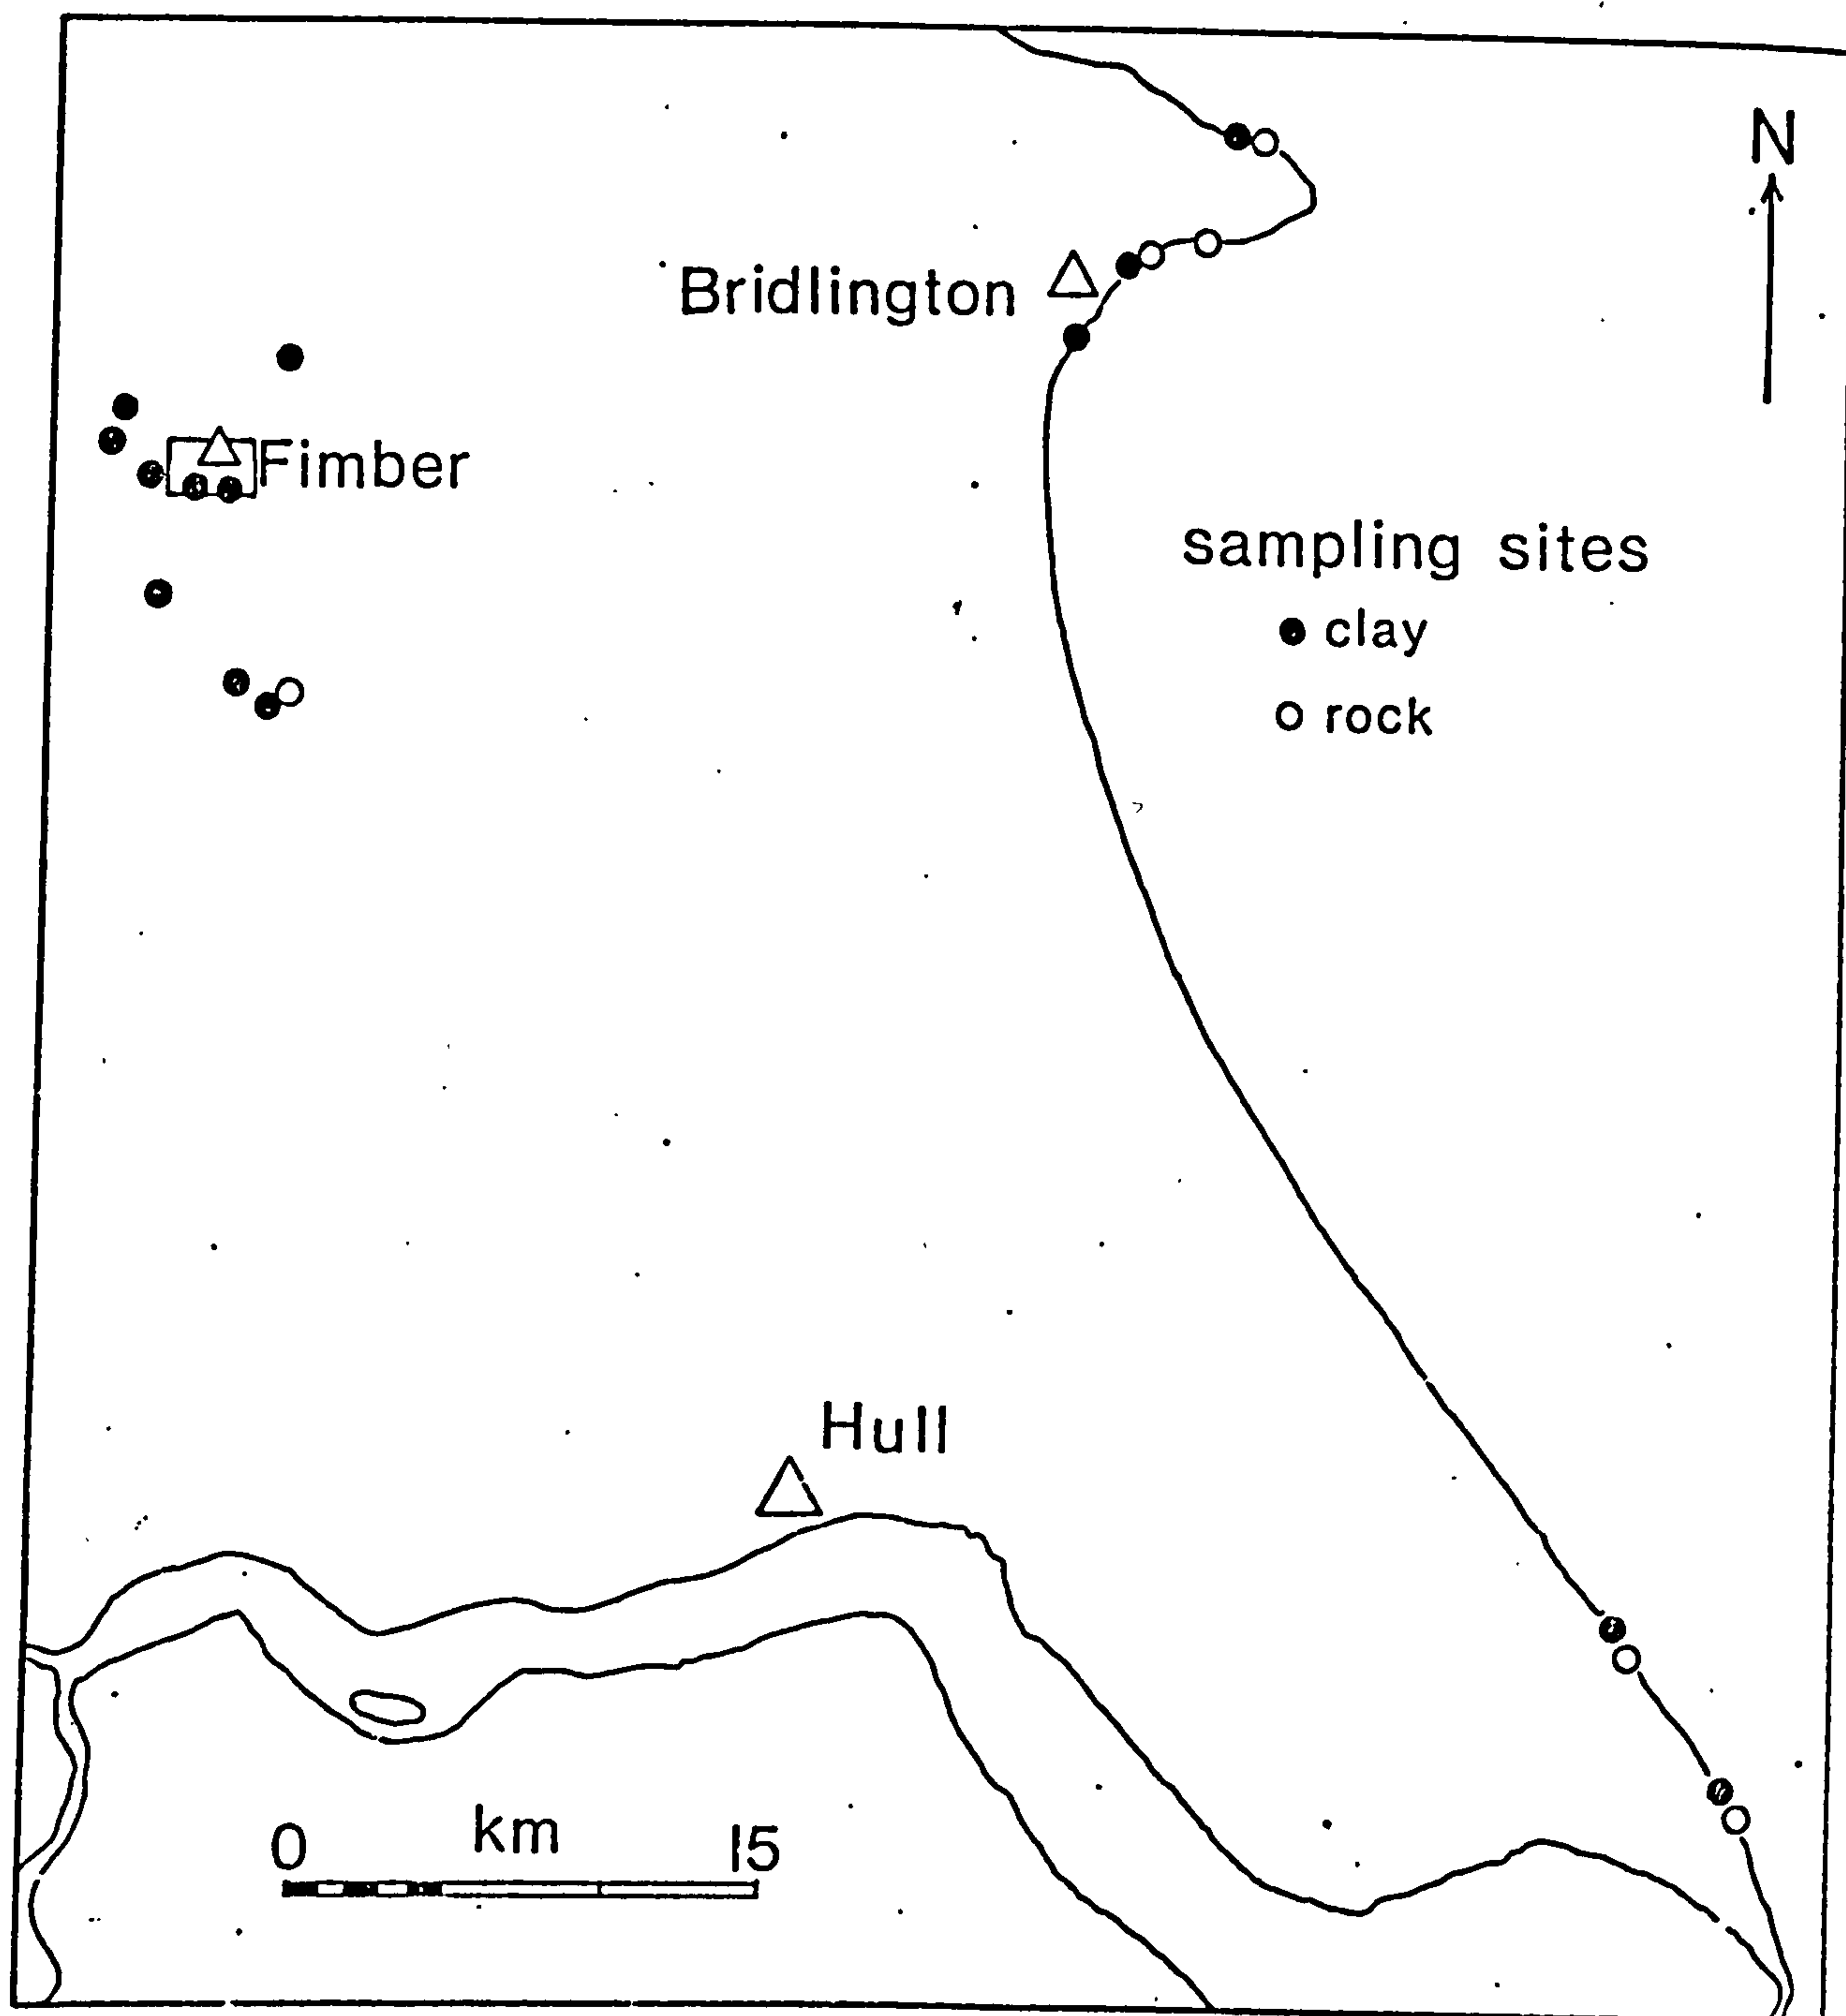 N
Bridlington
Fimber
sampling sites
clay
rock
Hull
km
0 15